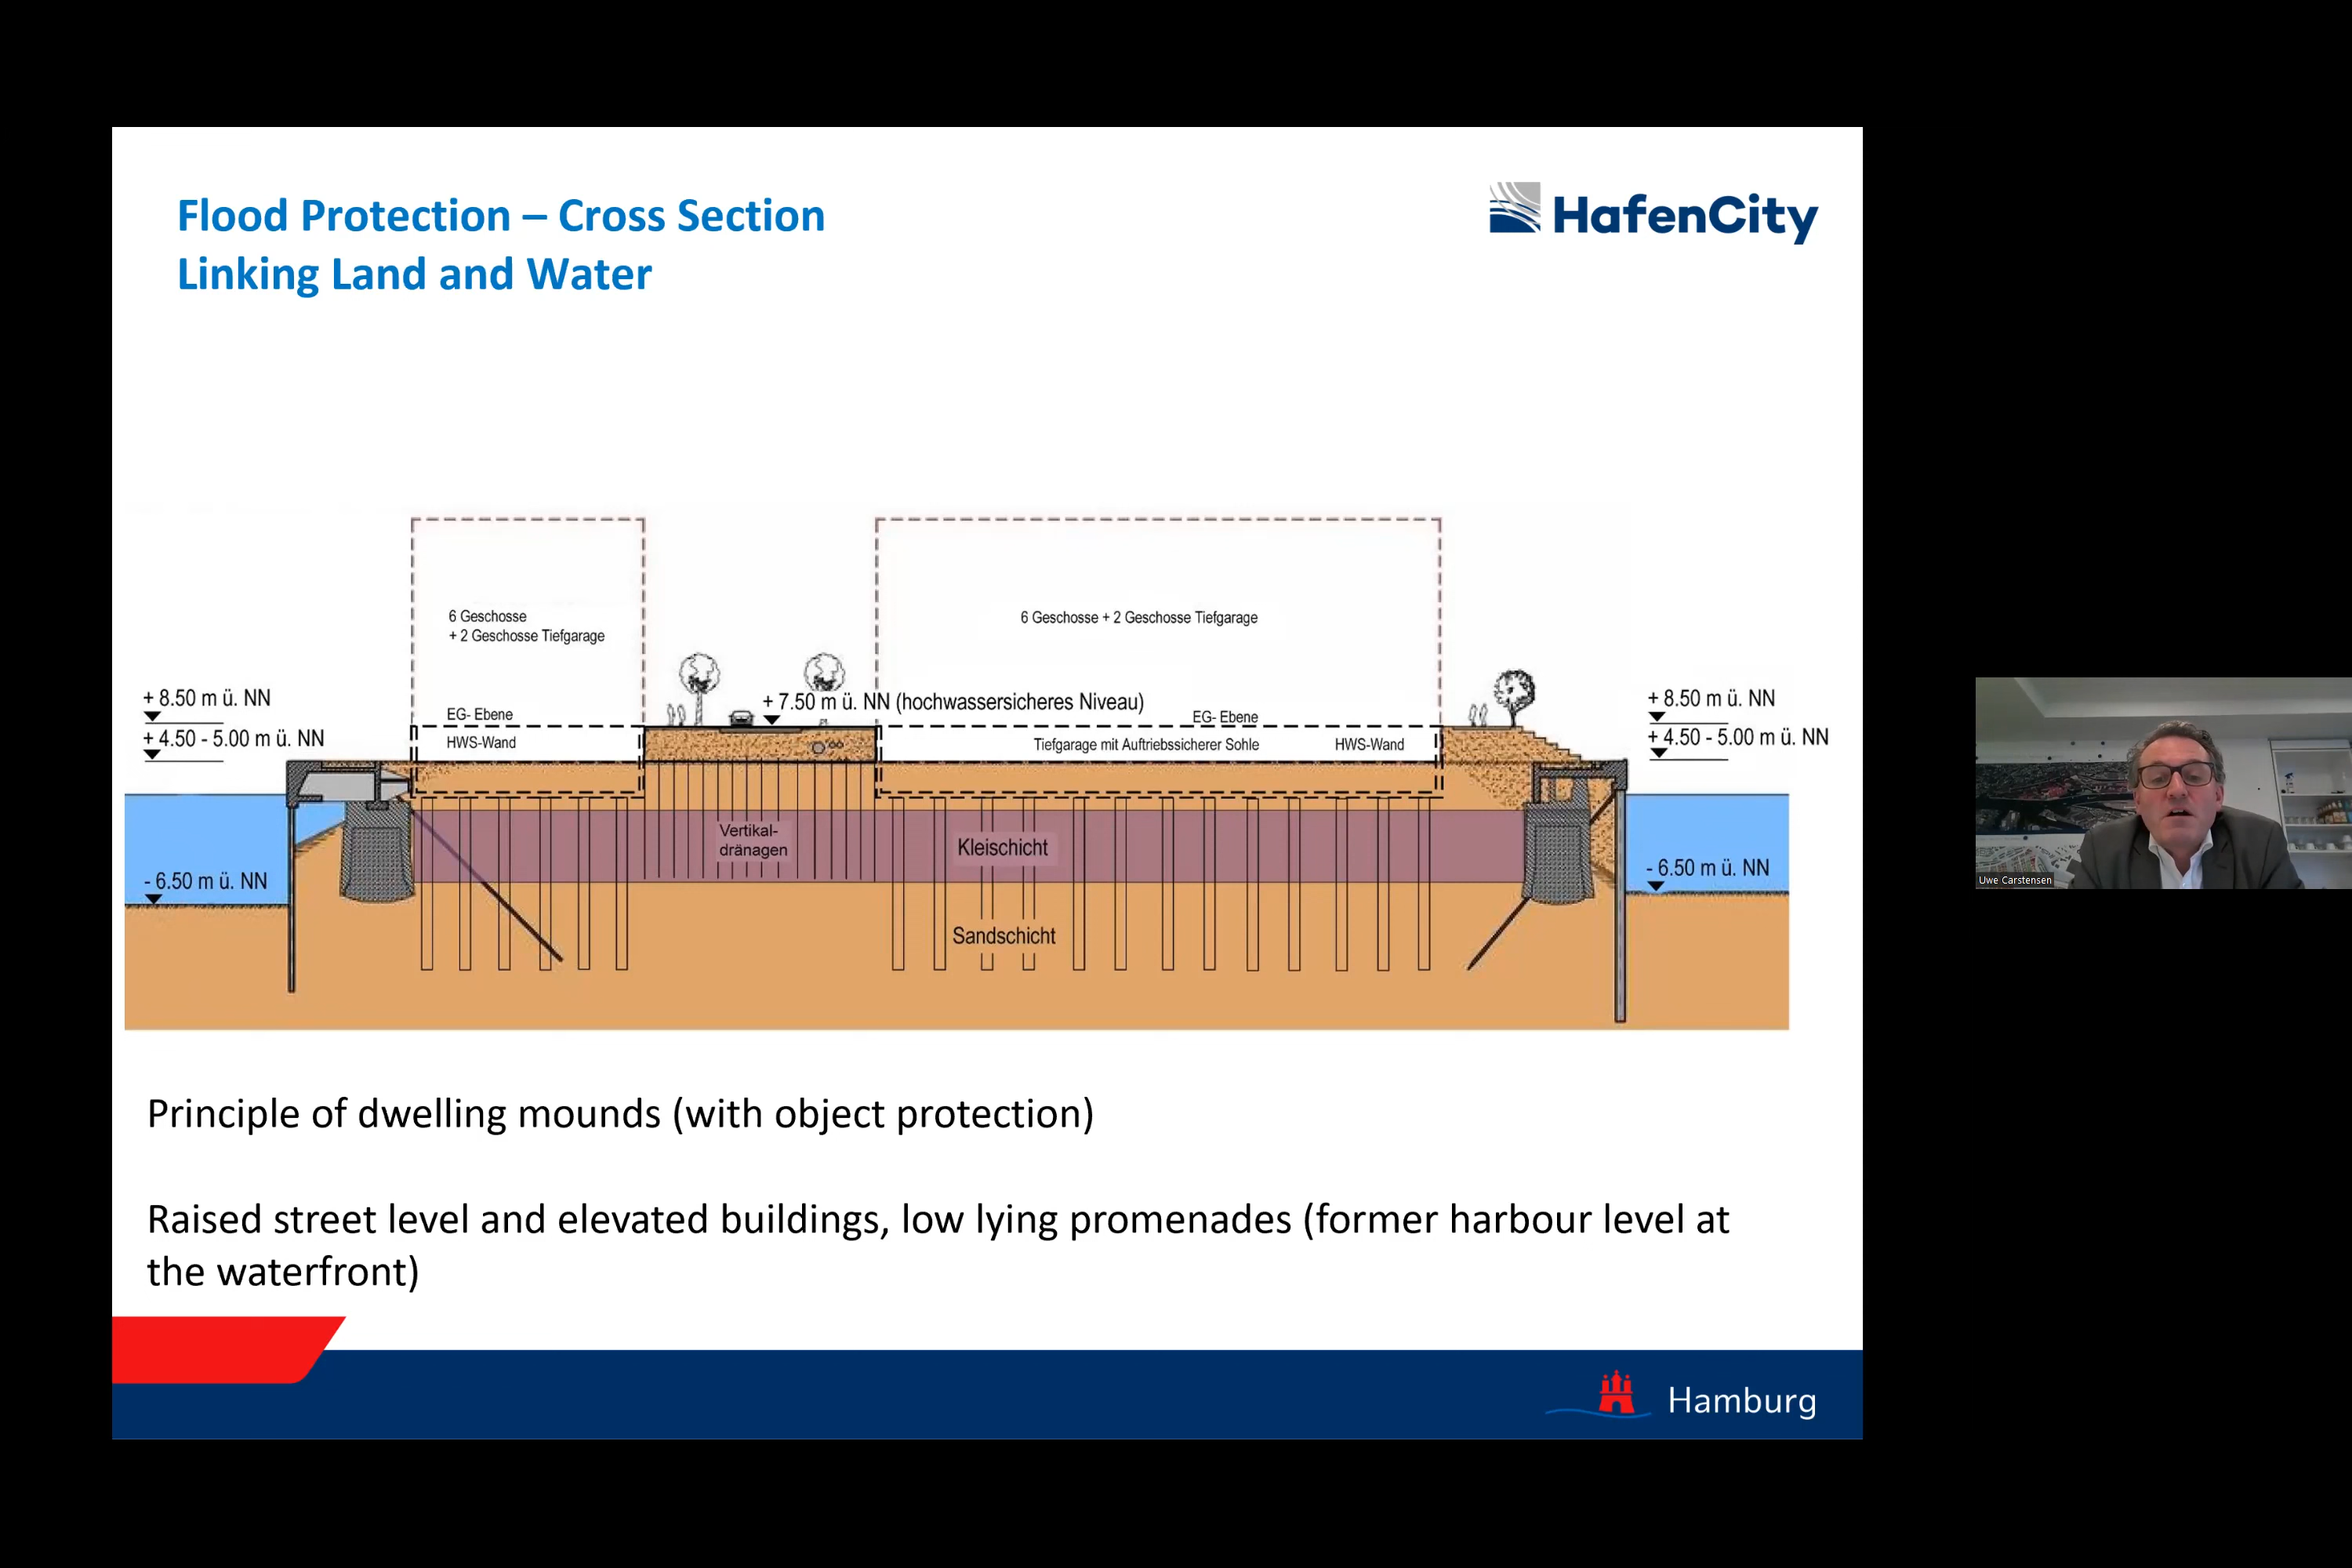 Flood Protection – Cross Section
Linking Land and Water
HafenCity
6 Geschosse
+ 2 Geschosse Tiefgarage
6 Geschosse + 2 Geschosse Tiefgarage
+ 8.50 m ü. NN
+ 4.50 - 5.00 m ü. NN
EG- Ebene
HWS-Wand
+ 7.50 m ü. NN (hochwassersicheres Niveau)
EG- Ebene
Tiefgarage mit Auftriebssicherer Sohle
HWS-Wand
+ 8.50 m ü. NN
+ 4.50 - 5.00 m ü. NN
- 6.50 m ü. NN
Vertikal-
dränagen
Kleischicht
Sandschicht
- 6.50 m ü. NN
Uwe Carstensen
Principle of dwelling mounds (with object protection)
Raised street level and elevated buildings, low lying promenades (former harbour level at
the waterfront)
Hamburg